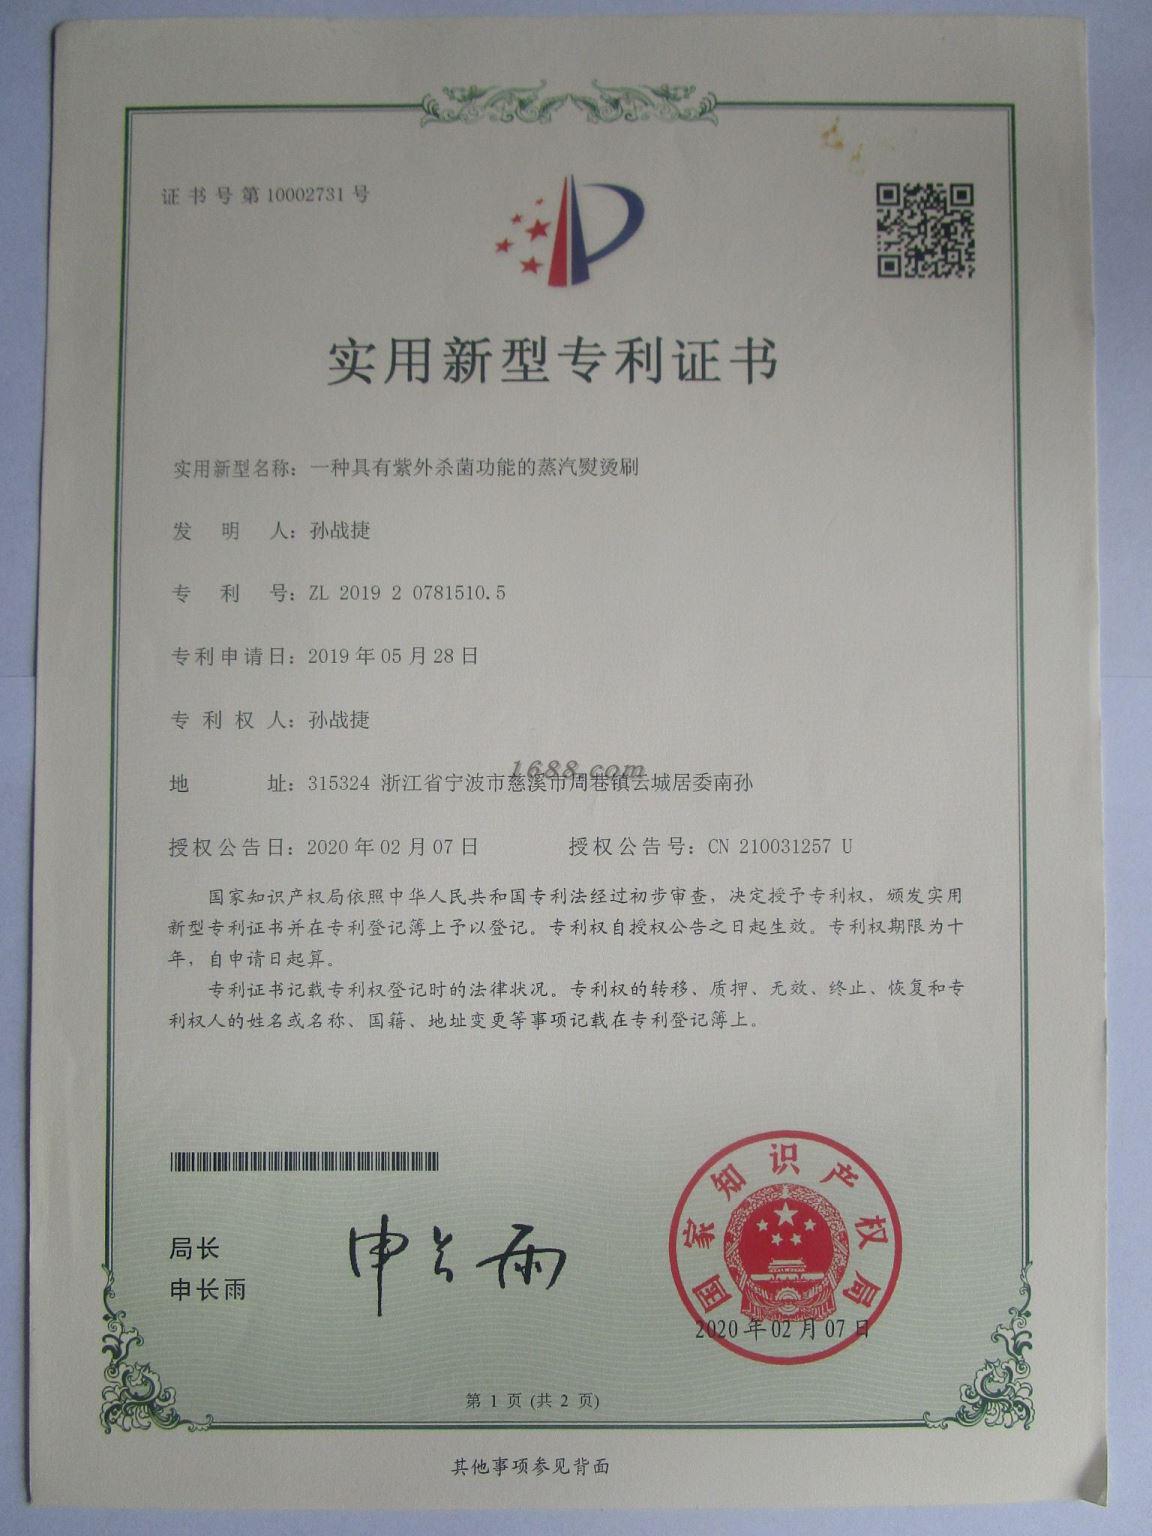 证书号第10002731号
实用新型专利证书
实用新型名称：一种具有紫外杀菌功能的蒸汽熨烫刷
发明人：孙战捷
专利号：ZL 2019 2 0781510.5
专利申请日：2019年05月28日
专利权人：孙战捷
1688.com
地址：315324 浙江省宁波市慈溪市周巷镇云城居委南孙
授权公告日：2020年02月07日 授权公告号：CN 210031257 U
国家知识产权局依照中华人民共和国专利法经过初步审查，决定授予专利权，颁发实用
新型专利证书并在专利登记簿上予以登记。专利权自授权公告之日起生效。专利权期限为十
年，自申请日起算。
专利证书记载专利权登记时的法律状况。专利权的转移、质押、无效、终止、恢复和专
利权人的姓名或名称、国籍、地址变更等事项记载在专利登记簿上。
局长
申长雨
申长雨
国家知识产权局
2020年02月07日
第 1 页 (共 2 页)
其他事项参见背面